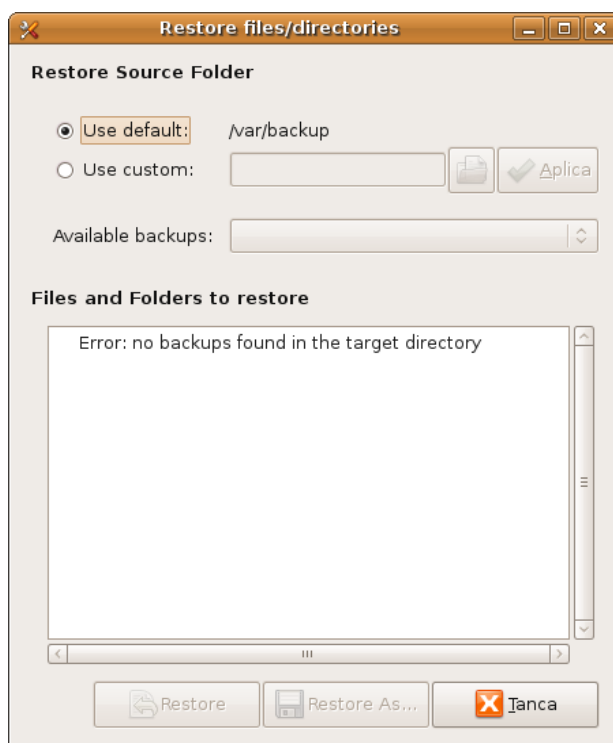 Restore files/directories
Restore Source Folder
Use default: /var/backup
Use custom: Aplica
Available backups:
Files and Folders to restore
Error: no backups found in the target directory
Restore Restore As... Tanca